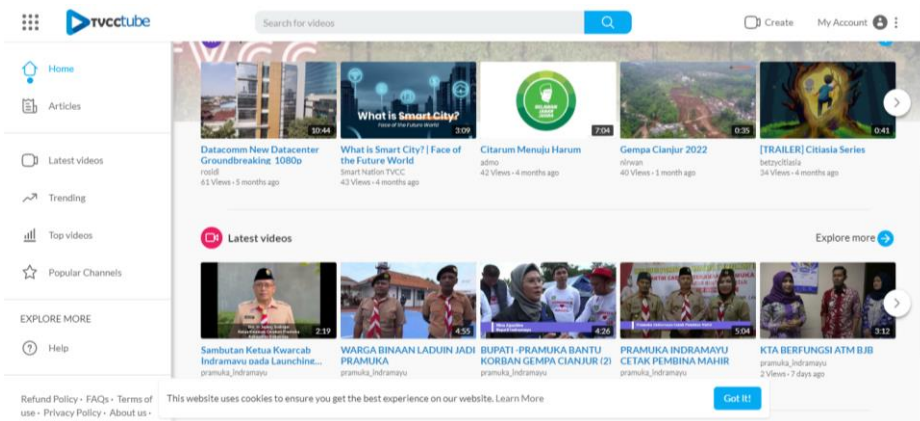 TVCCtube
Search for videos
Create
My Account
Home
Articles
Latest videos
Trending
Top videos
Popular Channels
EXPLORE MORE
Help
Refund Policy • FAQs • Terms of
use • Privacy Policy • About us •
TVCC
10:44
What is Smart City?
Face of the Future World
3:09
7:04
0:35
0:41
Datacomm New Datacenter
Groundbreaking 1080p
rosidi
61 Views • 5 months ago
What is Smart City? | Face of
the Future World
Smart Nation TVCC
43 Views • 4 months ago
Citarum Menuju Harum
admo
42 Views • 4 months ago
Gempa Cianjur 2022
nirwan
40 Views • 1 month ago
[TRAILER] Citiasia Series
betzycitiasia
34 Views • 4 months ago
Latest videos
Explore more
2:19
4:55
4:26
5:04
3:12
Sambutan Ketua Kwarcab
Indramayu pada Launching...
pramuka_indramayu
WARGA BINAAN LADUIN JADI
PRAMUKA
pramuka_indramayu
BUPATI -PRAMUKA BANTU
KORBAN GEMPA CIANJUR (2)
pramuka_indramayu
PRAMUKA INDRAMAYU
CETAK PEMBINA MAHIR
pramuka_indramayu
KTA BERFUNGSI ATM BJB
pramuka_indramayu
2 Views • 7 days ago
This website uses cookies to ensure you get the best experience on our website. Learn More
Got It!